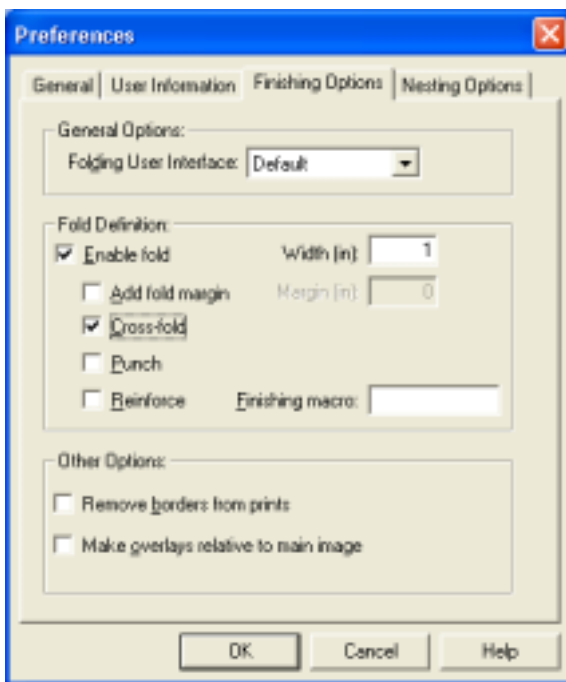 Preferences
General User Information Finishing Options Nesting Options
General Options:
Folding User Interface: Default
Fold Definition:
Enable fold Width (in): 1
Add fold margin Margin (in): 0
Cross-fold
Punch
Reinforce Finishing macro:
Other Options:
Remove borders from prints
Make overlays relative to main image
OK Cancel Help